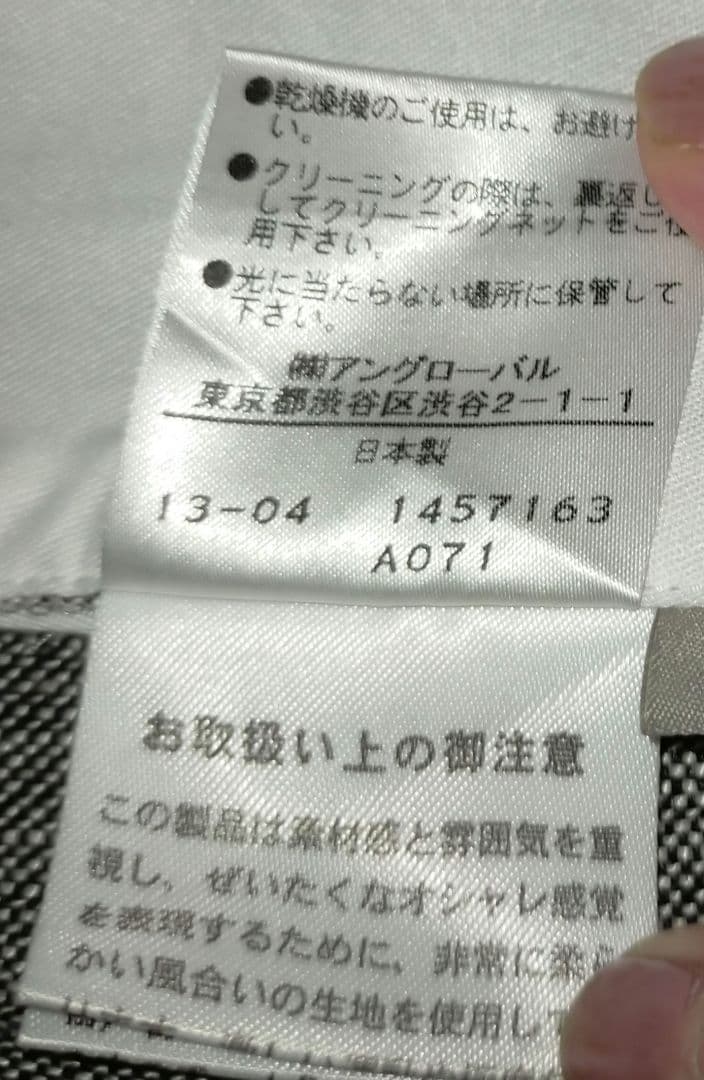 ●乾燥機のご使用は、お避け
い。
●クリーニングの際は、裏返し
してクリーニングネットをご使
用下さい。
●光に当たらない場所に保管して
下さい。
㈱アングローバル
東京都渋谷区渋谷2-1-1
日本製
13-04 1457163
A071
お取扱い上の御注意
この製品は素材感と雰囲気を重
視し、ぜいたくなオシャレ感覚
を表現するために、非常に柔ら
かい風合いの生地を使用して